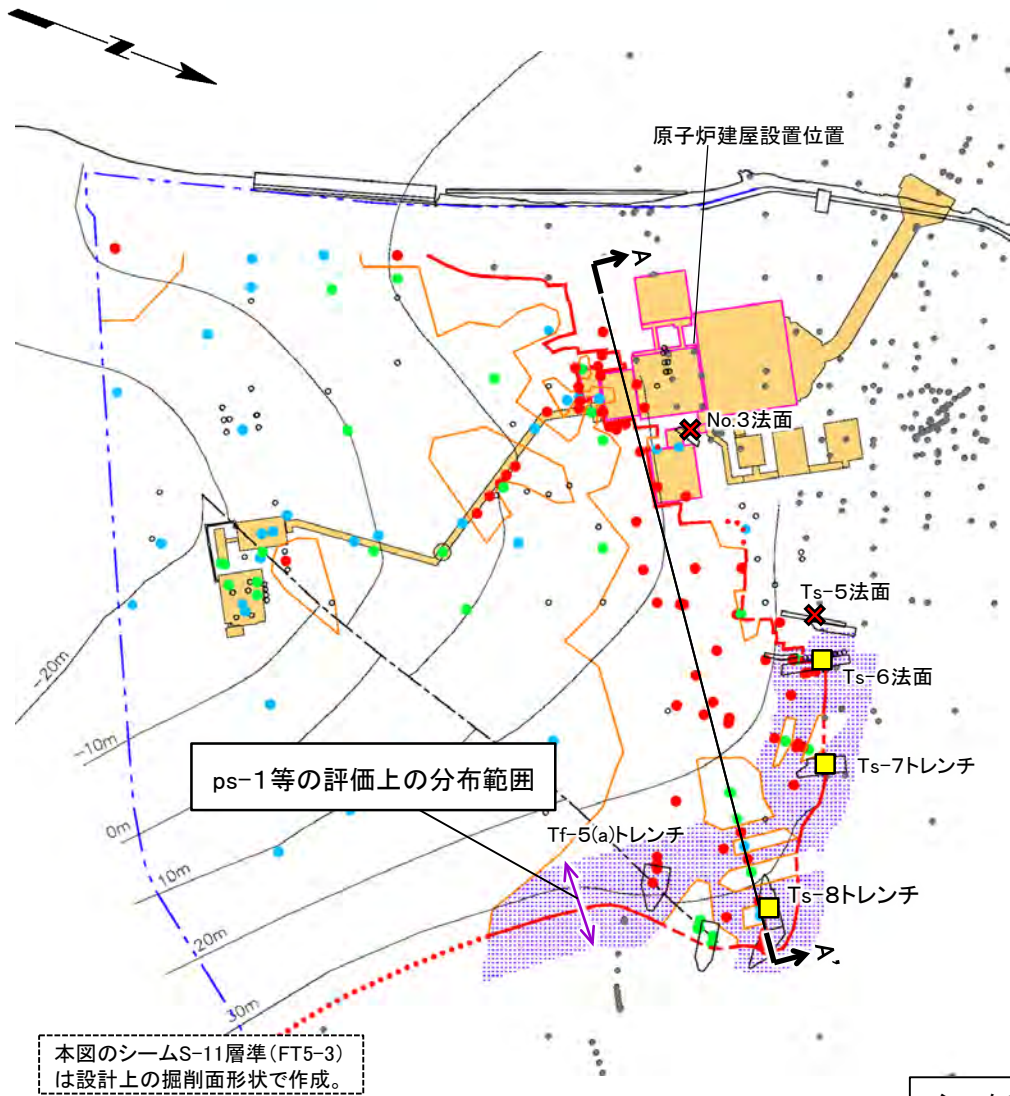 N
原子炉建屋設置位置
A
No.3法面
Ts-5法面
Ts-6法面
-20m
-10m
ps-1等の評価上の分布範囲
Ts-7トレンチ
0m
Tf-5(a)トレンチ
10m
Ts-8トレンチ
20m
A'
30m
本図のシームS-11層準(FT5-3)
は設計上の掘削面形状で作成。